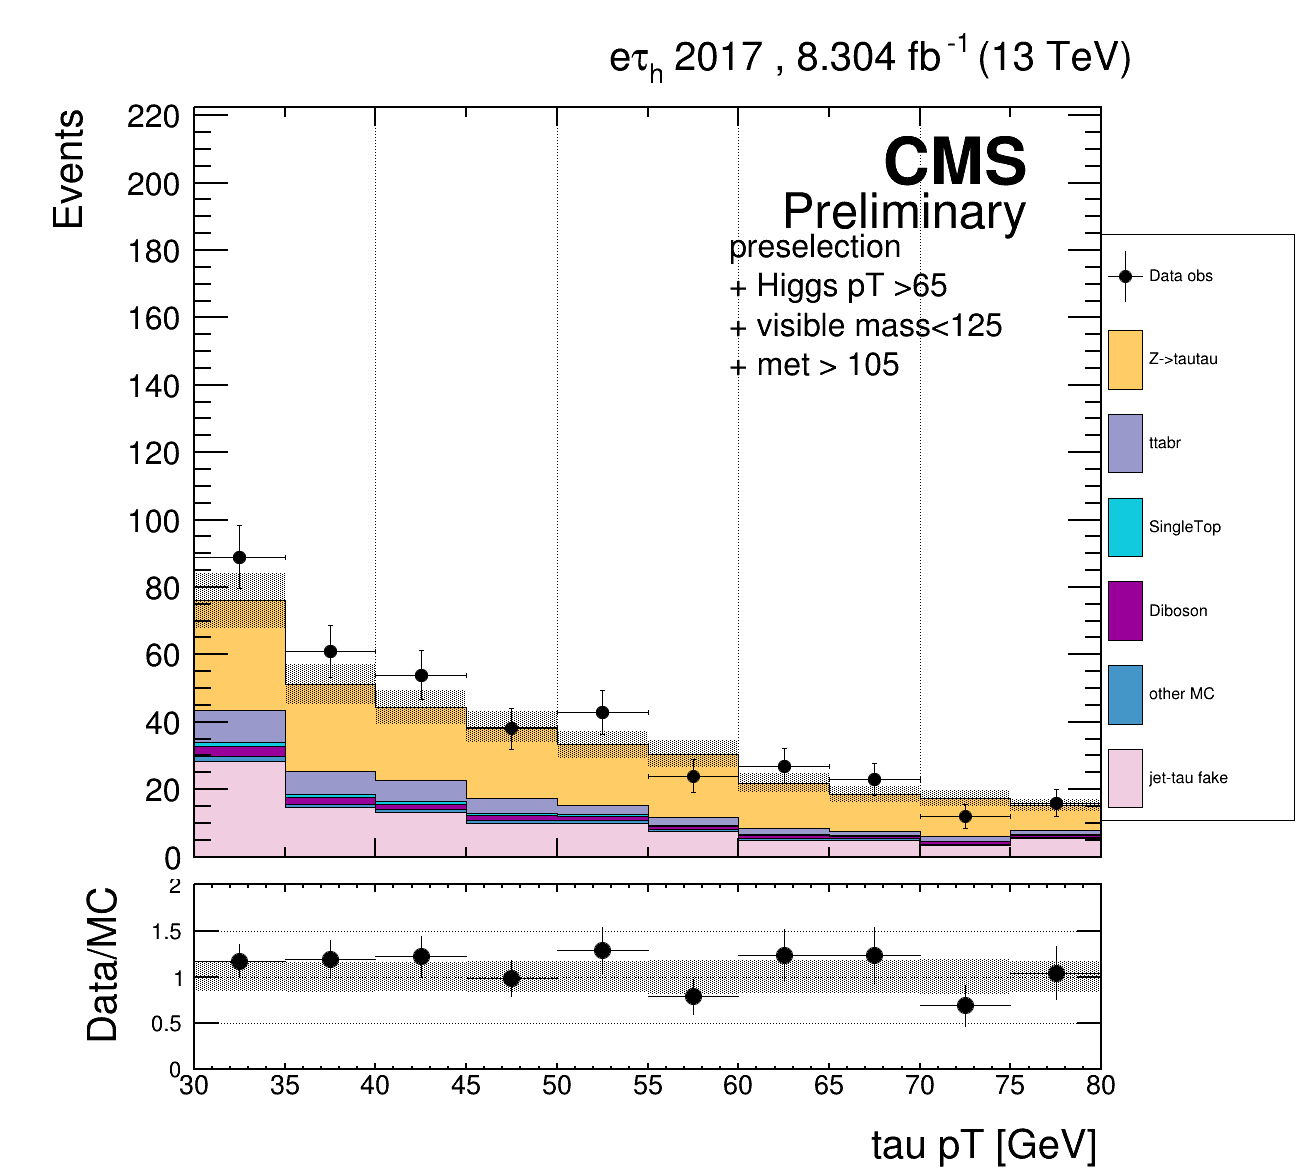 eτh 2017 , 8.304 fb-1 (13 TeV)
Events
220
200
180
160
140
120
100
80
60
40
20
0
CMS
Preliminary
preselection
+ Higgs pT >65
+ visible mass<125
+ met > 105
Data obs
Z->tautau
ttabr
SingleTop
Diboson
other MC
jet-tau fake
Data/MC
2
1.5
1
0.5
0
30 35 40 45 50 55 60 65 70 75 80
tau pT [GeV]